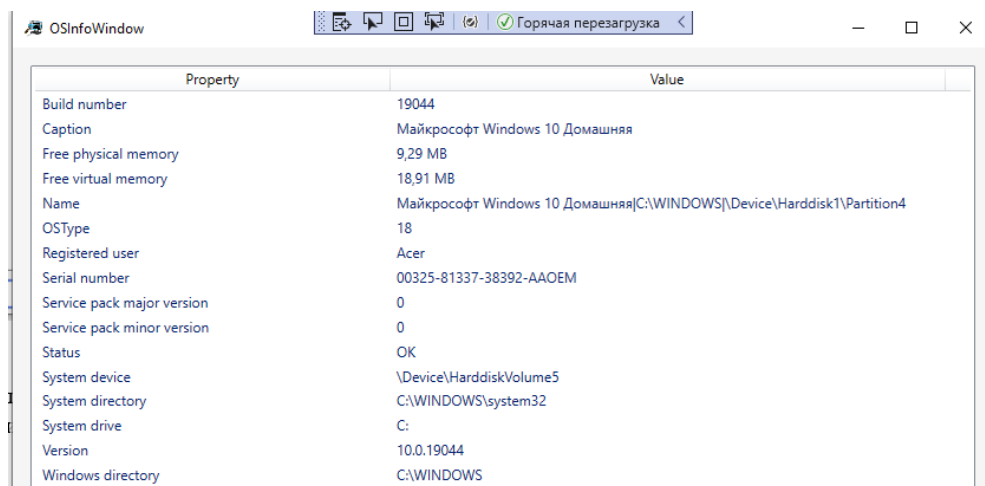 OSInfoWindow
Горячая перезагрузка
Property Value
Build number 19044
Caption Майкрософт Windows 10 Домашняя
Free physical memory 9,29 MB
Free virtual memory 18,91 MB
Name Майкрософт Windows 10 Домашняя|C:\WINDOWS|\Device\Harddisk1\Partition4
OSType 18
Registered user Acer
Serial number 00325-81337-38392-AAOEM
Service pack major version 0
Service pack minor version 0
Status OK
System device \Device\HarddiskVolume5
System directory C:\WINDOWS\system32
System drive C:
Version 10.0.19044
Windows directory C:\WINDOWS